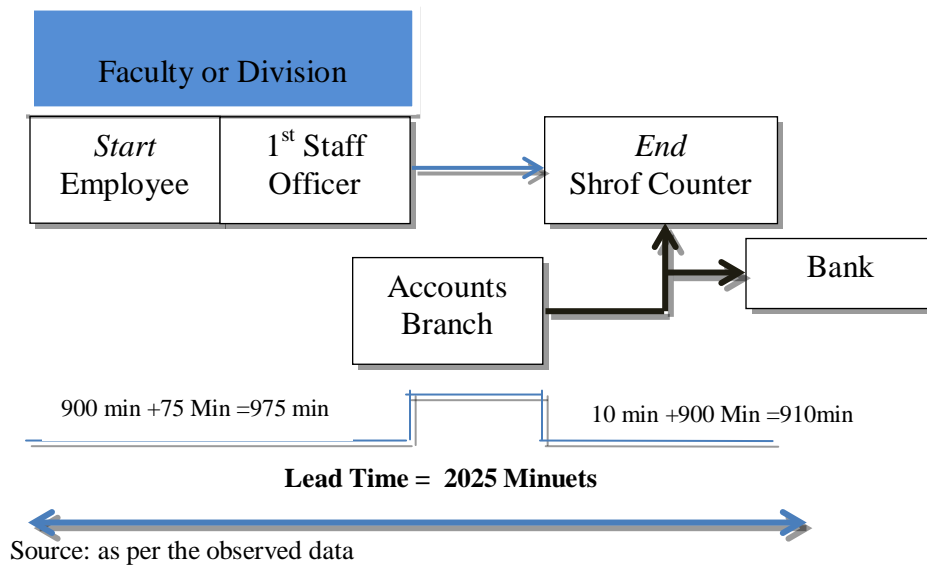 Faculty or Division
Start
Employee
1st Staff
Officer
End
Shrof Counter
Bank
Accounts
Branch
900 min +75 Min =975 min
10 min +900 Min =910min
Lead Time = 2025 Minuets
Source: as per the observed data